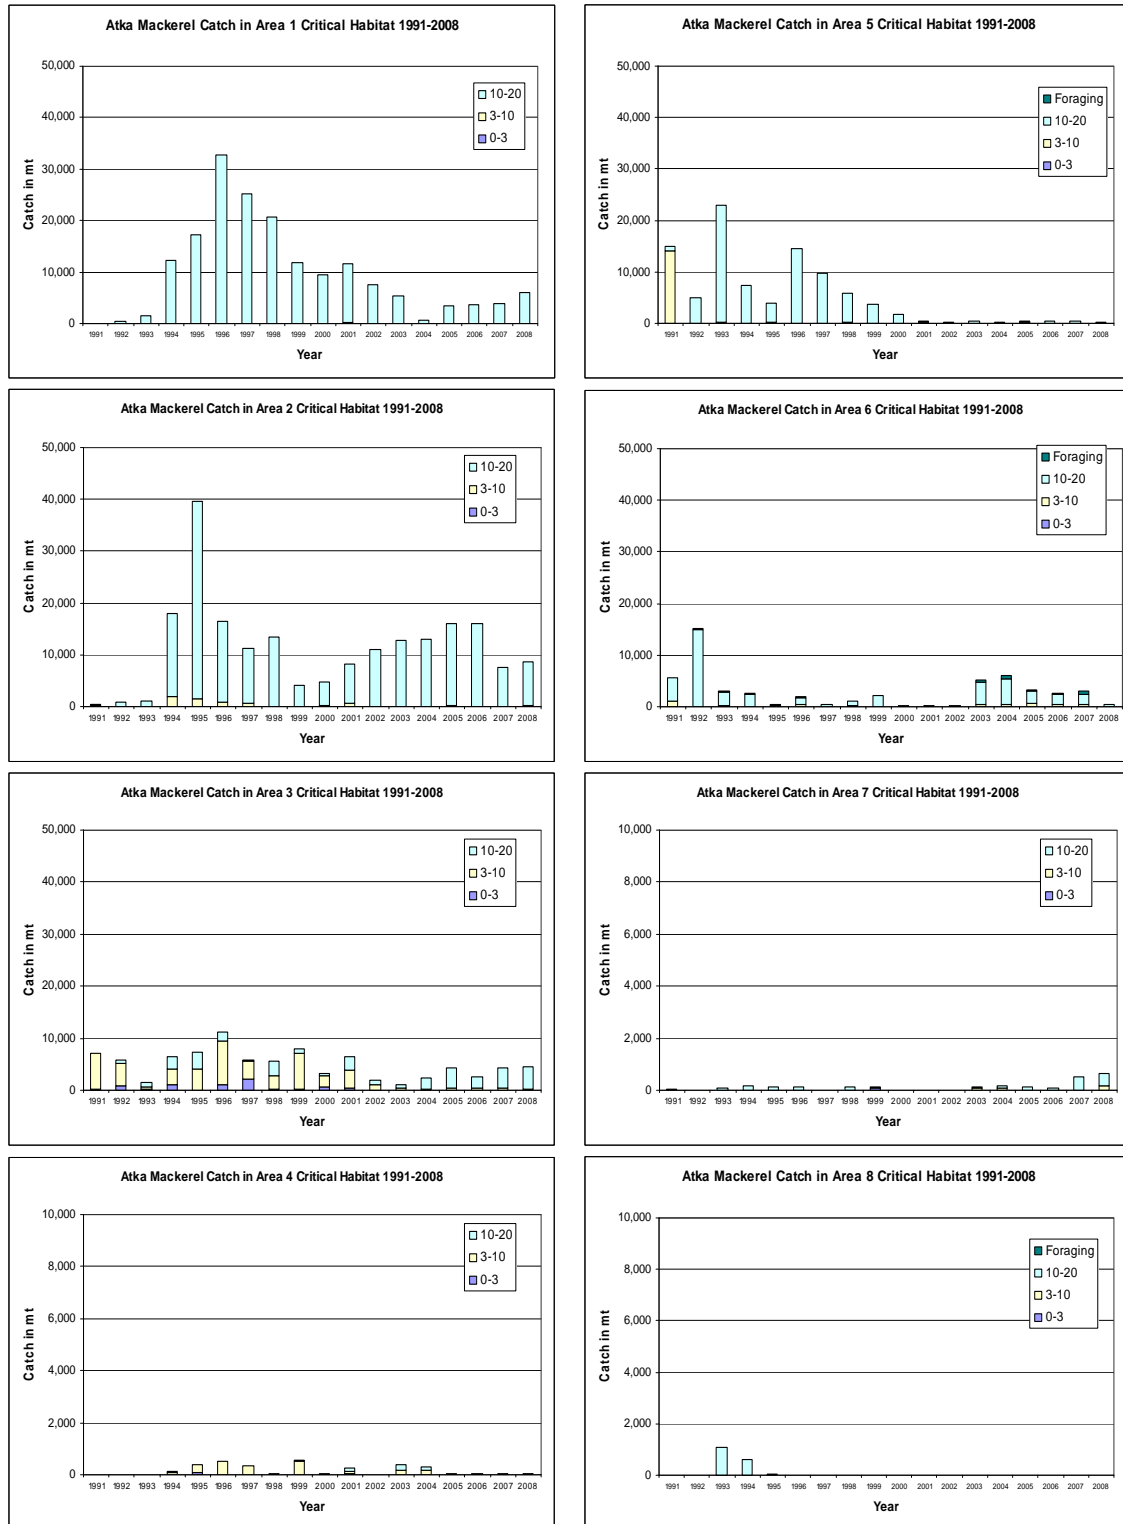 Atka Mackerel Catch in Area 1 Critical Habitat 1991-2008
50,000
40,000
30,000
20,000
10,000
0
Catch in mt
10-20
3-10
0-3
1991 1992 1993 1994 1995 1996 1997 1998 1999 2000 2001 2002 2003 2004 2005 2006 2007 2008
Year
Atka Mackerel Catch in Area 5 Critical Habitat 1991-2008
50,000
40,000
30,000
20,000
10,000
0
Catch in mt
Foraging
10-20
3-10
0-3
1991 1992 1993 1994 1995 1996 1997 1998 1999 2000 2001 2002 2003 2004 2005 2006 2007 2008
Year
Atka Mackerel Catch in Area 2 Critical Habitat 1991-2008
50,000
40,000
30,000
20,000
10,000
0
Catch in mt
10-20
3-10
0-3
1991 1992 1993 1994 1995 1996 1997 1998 1999 2000 2001 2002 2003 2004 2005 2006 2007 2008
Year
Atka Mackerel Catch in Area 6 Critical Habitat 1991-2008
50,000
40,000
30,000
20,000
10,000
0
Catch in mt
Foraging
10-20
3-10
0-3
1991 1992 1993 1994 1995 1996 1997 1998 1999 2000 2001 2002 2003 2004 2005 2006 2007 2008
Year
Atka Mackerel Catch in Area 3 Critical Habitat 1991-2008
50,000
40,000
30,000
20,000
10,000
0
Catch in mt
10-20
3-10
0-3
1991 1992 1993 1994 1995 1996 1997 1998 1999 2000 2001 2002 2003 2004 2005 2006 2007 2008
Year
Atka Mackerel Catch in Area 7 Critical Habitat 1991-2008
10,000
8,000
6,000
4,000
2,000
0
Catch in mt
10-20
3-10
0-3
1991 1992 1993 1994 1995 1996 1997 1998 1999 2000 2001 2002 2003 2004 2005 2006 2007 2008
Year
Atka Mackerel Catch in Area 4 Critical Habitat 1991-2008
10,000
8,000
6,000
4,000
2,000
0
Catch in mt
10-20
3-10
0-3
1991 1992 1993 1994 1995 1996 1997 1998 1999 2000 2001 2002 2003 2004 2005 2006 2007 2008
Year
Atka Mackerel Catch in Area 8 Critical Habitat 1991-2008
10,000
8,000
6,000
4,000
2,000
0
Catch in mt
Foraging
10-20
3-10
0-3
1991 1992 1993 1994 1995 1996 1997 1998 1999 2000 2001 2002 2003 2004 2005 2006 2007 2008
Year